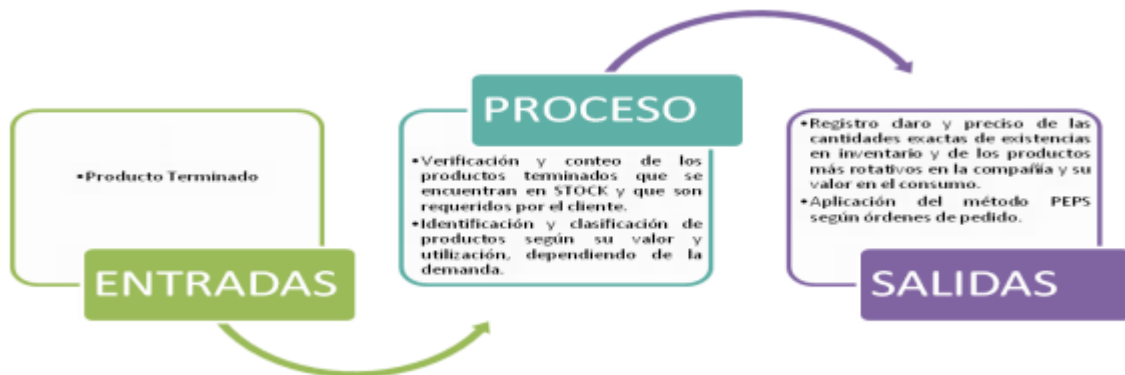 •Producto Terminado
ENTRADAS
PROCESO
•Verificación y conteo de los
productos terminados que se
encuentran en STOCK y que son
requeridos por el cliente.
•Identificación y clasificación de
productos según su valor y
utilización, dependiendo de la
demanda.
•Registro claro y preciso de las
cantidades exactas de existencias
en inventario y de los productos
más rotativos en la compañía y su
valor en el consumo.
•Aplicación del método PEPS
según órdenes de pedido.
SALIDAS